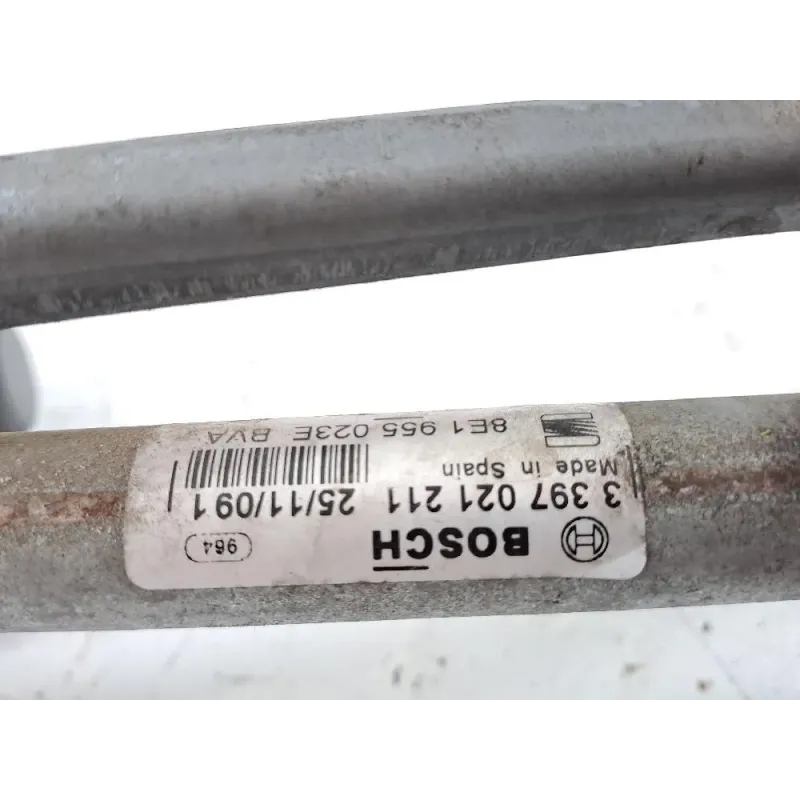 BOSCH 964
3 397 021 211 25/11/09 1
Made in Spain
8E1 955 023E BVA